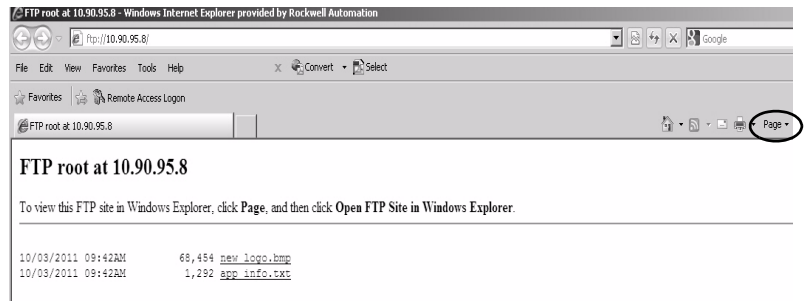 FTP root at 10.90.95.8 - Windows Internet Explorer provided by Rockwell Automation
ftp://10.90.95.8/ Google
File Edit View Favorites Tools Help x Convert Select
Favorites Remote Access Logon
FTP root at 10.90.95.8 Page
FTP root at 10.90.95.8
To view this FTP site in Windows Explorer, click Page, and then click Open FTP Site in Windows Explorer.
10/03/2011 09:42AM 68,454 new logo.bmp
10/03/2011 09:42AM 1,292 app info.txt